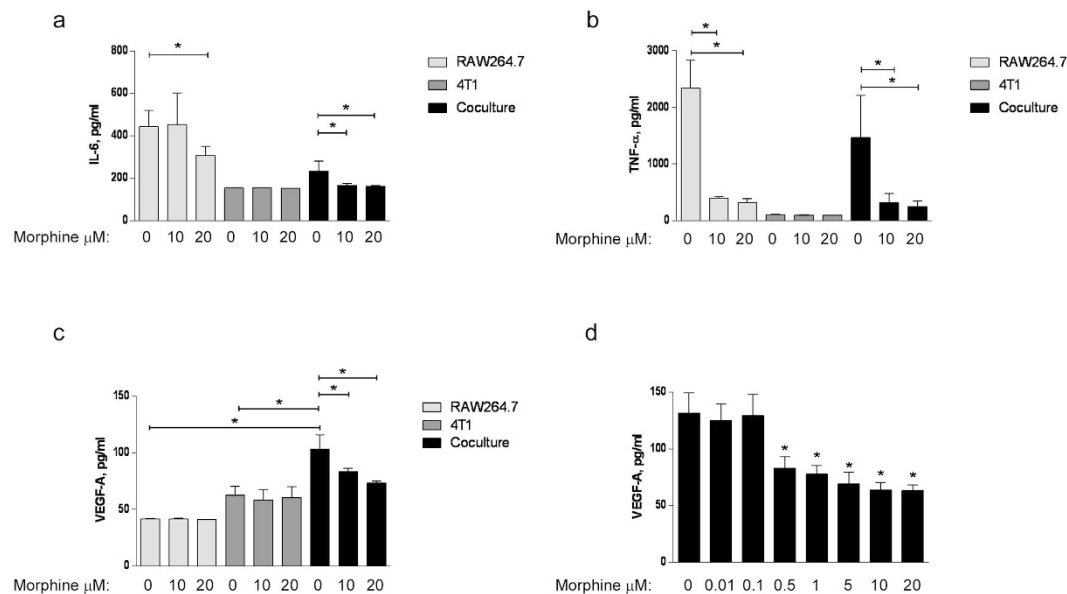 a
800
600
400
200
0
IL-6, pg/ml
*
*
*
RAW264.7
4T1
Coculture
Morphine μM: 0 10 20 0 10 20 0 10 20
b
3000
2000
1000
0
TNF-α, pg/ml
*
*
*
*
RAW264.7
4T1
Coculture
Morphine μM: 0 10 20 0 10 20 0 10 20
c
150
100
50
0
VEGF-A, pg/ml
*
*
*
*
RAW264.7
4T1
Coculture
Morphine μM: 0 10 20 0 10 20 0 10 20
d
150
100
50
0
VEGF-A, pg/ml
* * * * *
Morphine μM: 0 0.01 0.1 0.5 1 5 10 20